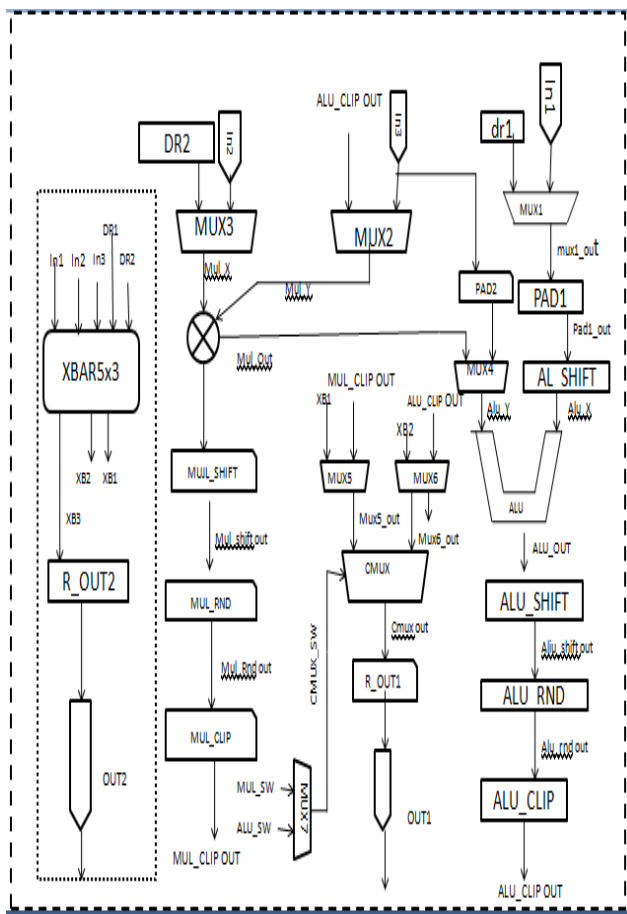 ALU_CLIP OUT
In1
In2
In3
DR2
dr1
MUX3
MUX2
MUX1
DR1
In1
In2
In3
DR2
Mul_X
Mul_Y
mux1_out
PAD2
PAD1
Pad1_out
XBAR5x3
Mul_Out
MUX4
AL_SHIFT
MUL_CLIP OUT
XB1
ALU_CLIP OUT
XB2
Alu_Y
Alu_X
XB2
XB1
MUIL_SHIFT
MUX5
MUX6
ALU
XB3
Mux5_out
Mux6_out
Mul_shift out
ALU_OUT
R_OUT2
CMUX
MUL_RND
ALU_SHIFT
CMUX_SW
Cmux out
Aliu_shift out
Mul_Rnd out
R_OUT1
ALU_RND
MUL_CLIP
Alu_rnd out
OUT2
MUL_SW
MUX7
ALU_SW
ALU_CLIP
OUT1
MUL_CLIP OUT
ALU_CLIP OUT